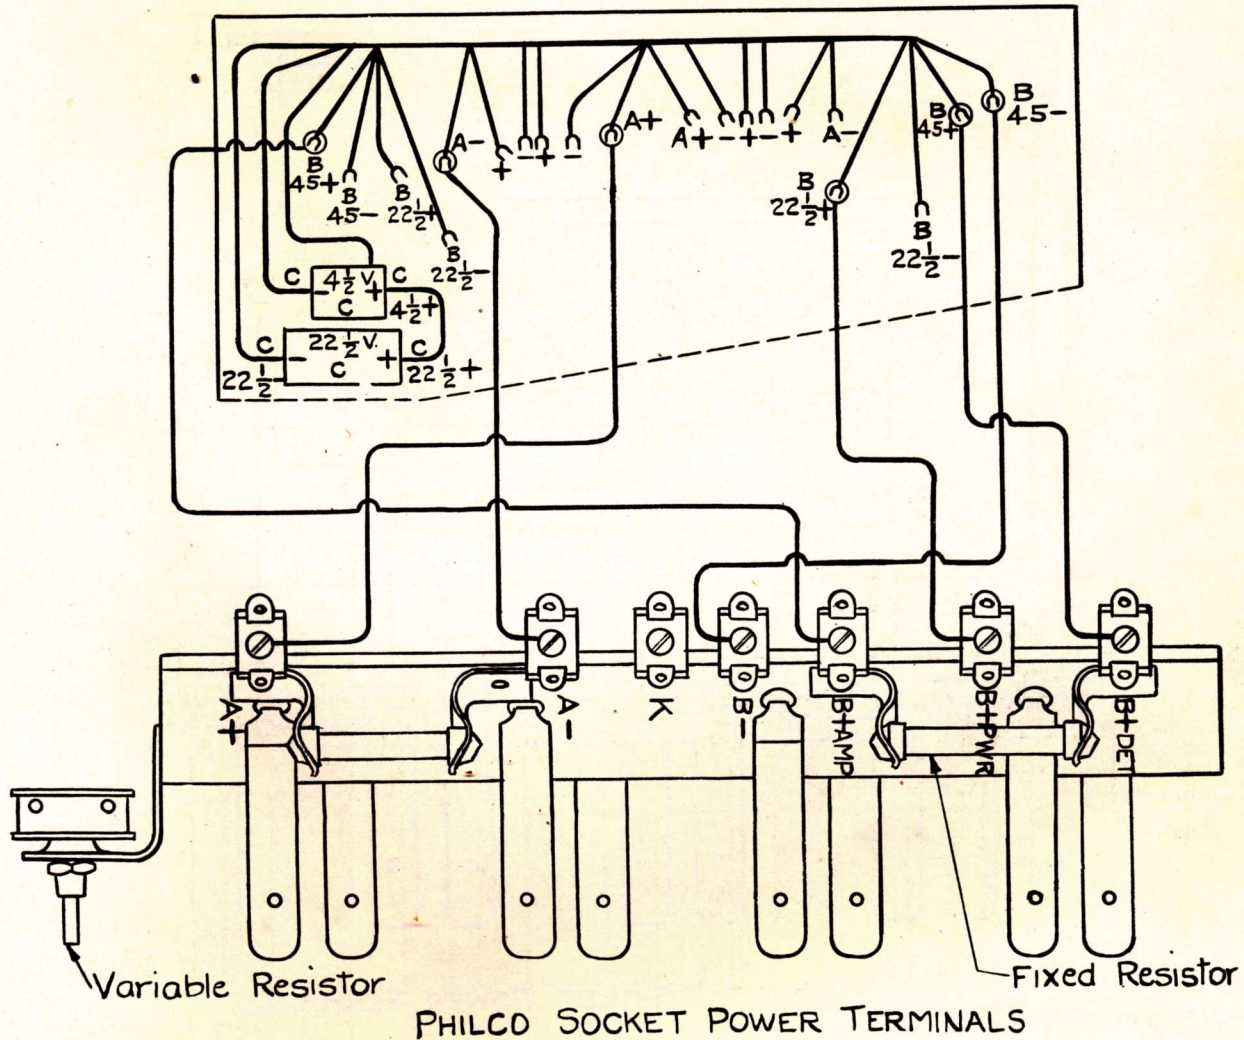 B 45+
B 45-
B 22½+
B 22½-
A-
+
-
+
-
A+
A+
-
+
-
+
A-
B 22½+
B 22½-
B 45+
B 45-
C
4½ V.
-
+
C
C
4½+
C
22½-
22½ V.
-
+
C
C
22½+
A+
A-
K
B-
B+AMP
B+PWR
B+DET
Variable Resistor
Fixed Resistor
PHILCO SOCKET POWER TERMINALS